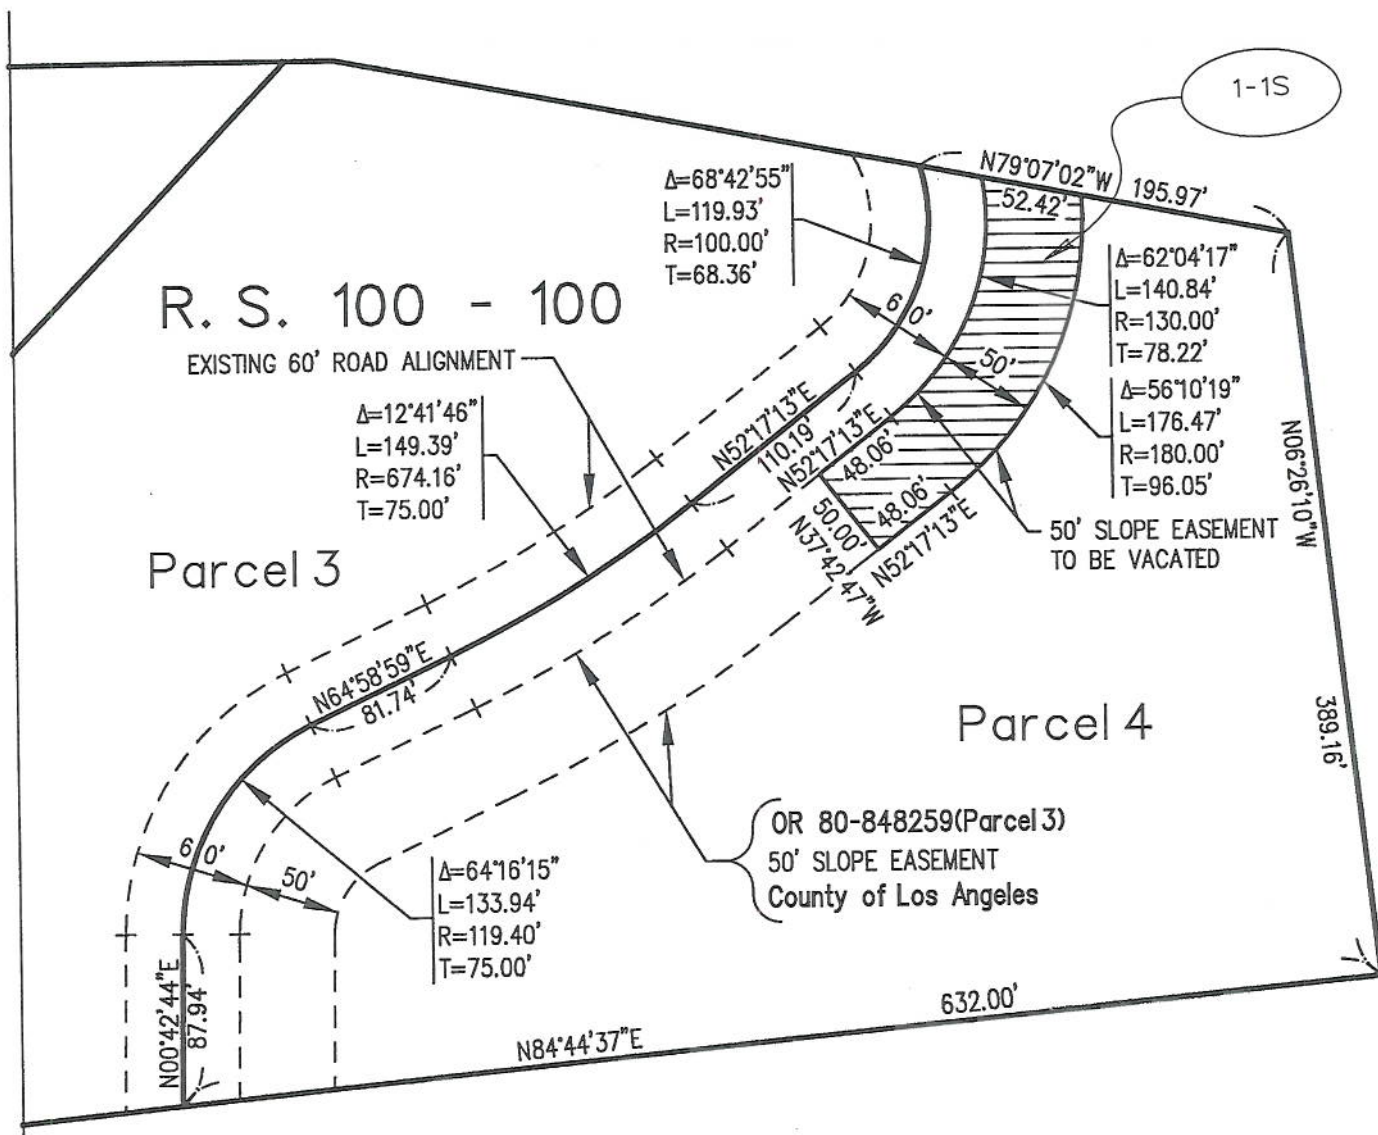 1-1S
N79°07'02"W 195.97'
52.42'
Δ=68°42'55"
L=119.93'
R=100.00'
T=68.36'
Δ=62°04'17"
L=140.84'
R=130.00'
T=78.22'
R. S. 100 - 100
EXISTING 60' ROAD ALIGNMENT
60'
50'
Δ=56°10'19"
L=176.47'
R=180.00'
T=96.05'
Δ=12°41'46"
L=149.39'
R=674.16'
T=75.00'
N52°17'13"E
110.19'
N52°17'13"E
48.06'
48.06'
N52°17'13"E
50.00'
N37°42'47"W
N06°26'10"W
389.16'
50' SLOPE EASEMENT
TO BE VACATED
Parcel 3
N64°58'59"E
81.74'
Parcel 4
OR 80-848259(Parcel 3)
50' SLOPE EASEMENT
County of Los Angeles
60'
50'
Δ=64°16'15"
L=133.94'
R=119.40'
T=75.00'
N00°42'44"E
87.94'
N84°44'37"E
632.00'